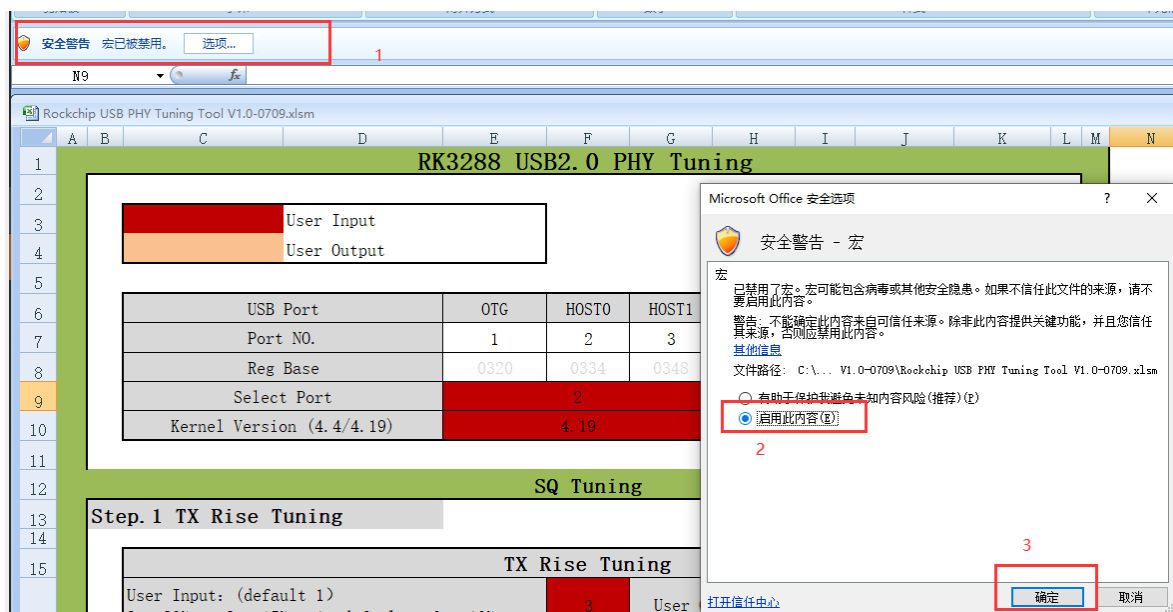 安全警告 宏已被禁用。 选项...
1
N9 fx
Rockchip USB PHY Tuning Tool V1.0-0709.xlsm
A B C D E F G H I J K L M N
1 RK3288 USB2.0 PHY Tuning
2
3 User Input
4 User Output
5
6 USB Port OTG HOST0 HOST1
7 Port NO. 1 2 3
8 Reg Base 0320 0334 0348
9 Select Port 2
10 Kernel Version (4.4/4.19) 4.19
11
12 SQ Tuning
13 Step.1 TX Rise Tuning
14
15 TX Rise Tuning
User Input: (default 1) 3 User
Microsoft Office 安全选项 ?
安全警告 - 宏
宏
已禁用了宏。宏可能包含病毒或其他安全隐患。如果不信任此文件的来源，请不
要启用此内容。
警告: 不能确定此内容来自可信任来源。除非此内容提供关键功能，并且您信任
其来源，否则应禁用此内容。
其他信息
文件路径: C:\... V1.0-0709\Rockchip USB PHY Tuning Tool V1.0-0709.xlsm
有助于保护我避免未知内容风险(推荐)(P)
启用此内容(E)
2
3
打开信任中心 确定 取消